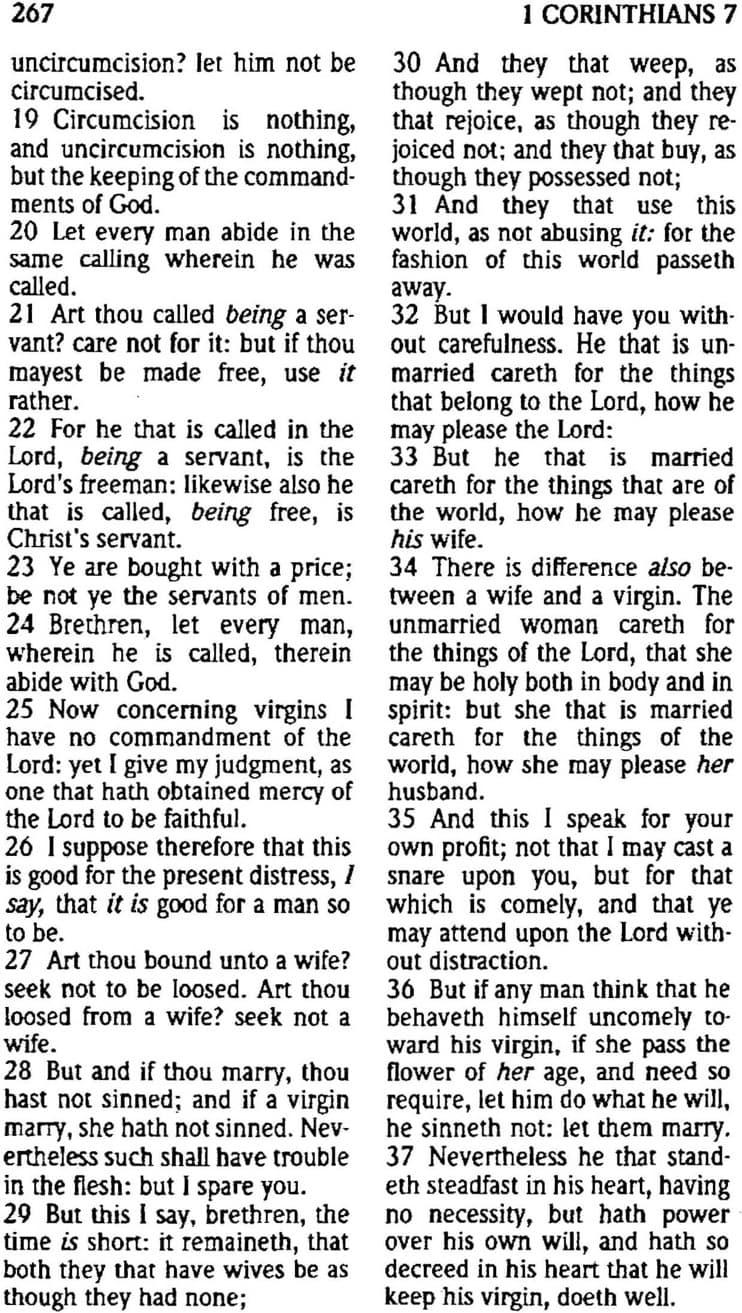 267
1 CORINTHIANS 7
uncircumcision? let him not be
circumcised.
19 Circumcision is nothing,
and uncircumcision is nothing,
but the keeping of the command-
ments of God.
20 Let every man abide in the
same calling wherein he was
called.
21 Art thou called being a ser-
vant? care not for it: but if thou
mayest be made free, use it
rather.
22 For he that is called in the
Lord, being a servant, is the
Lord's freeman: likewise also he
that is called, being free, is
Christ's servant.
23 Ye are bought with a price;
be not ye the servants of men.
24 Brethren, let every man,
wherein he is called, therein
abide with God.
25 Now concerning virgins I
have no commandment of the
Lord: yet I give my judgment, as
one that hath obtained mercy of
the Lord to be faithful.
26 I suppose therefore that this
is good for the present distress, I
say, that it is good for a man so
to be.
27 Art thou bound unto a wife?
seek not to be loosed. Art thou
loosed from a wife? seek not a
wife.
28 But and if thou marry, thou
hast not sinned; and if a virgin
marry, she hath not sinned. Nev-
ertheless such shall have trouble
in the flesh: but I spare you.
29 But this I say, brethren, the
time is short: it remaineth, that
both they that have wives be as
though they had none;
30 And they that weep, as
though they wept not; and they
that rejoice, as though they re-
joiced not; and they that buy, as
though they possessed not;
31 And they that use this
world, as not abusing it: for the
fashion of this world passeth
away.
32 But I would have you with-
out carefulness. He that is un-
married careth for the things
that belong to the Lord, how he
may please the Lord:
33 But he that is married
careth for the things that are of
the world, how he may please
his wife.
34 There is difference also be-
tween a wife and a virgin. The
unmarried woman careth for
the things of the Lord, that she
may be holy both in body and in
spirit: but she that is married
careth for the things of the
world, how she may please her
husband.
35 And this I speak for your
own profit; not that I may cast a
snare upon you, but for that
which is comely, and that ye
may attend upon the Lord with-
out distraction.
36 But if any man think that he
behaveth himself uncomely to-
ward his virgin, if she pass the
flower of her age, and need so
require, let him do what he will,
he sinneth not: let them marry.
37 Nevertheless he that stand-
eth steadfast in his heart, having
no necessity, but hath power
over his own will, and hath so
decreed in his heart that he will
keep his virgin, doeth well.